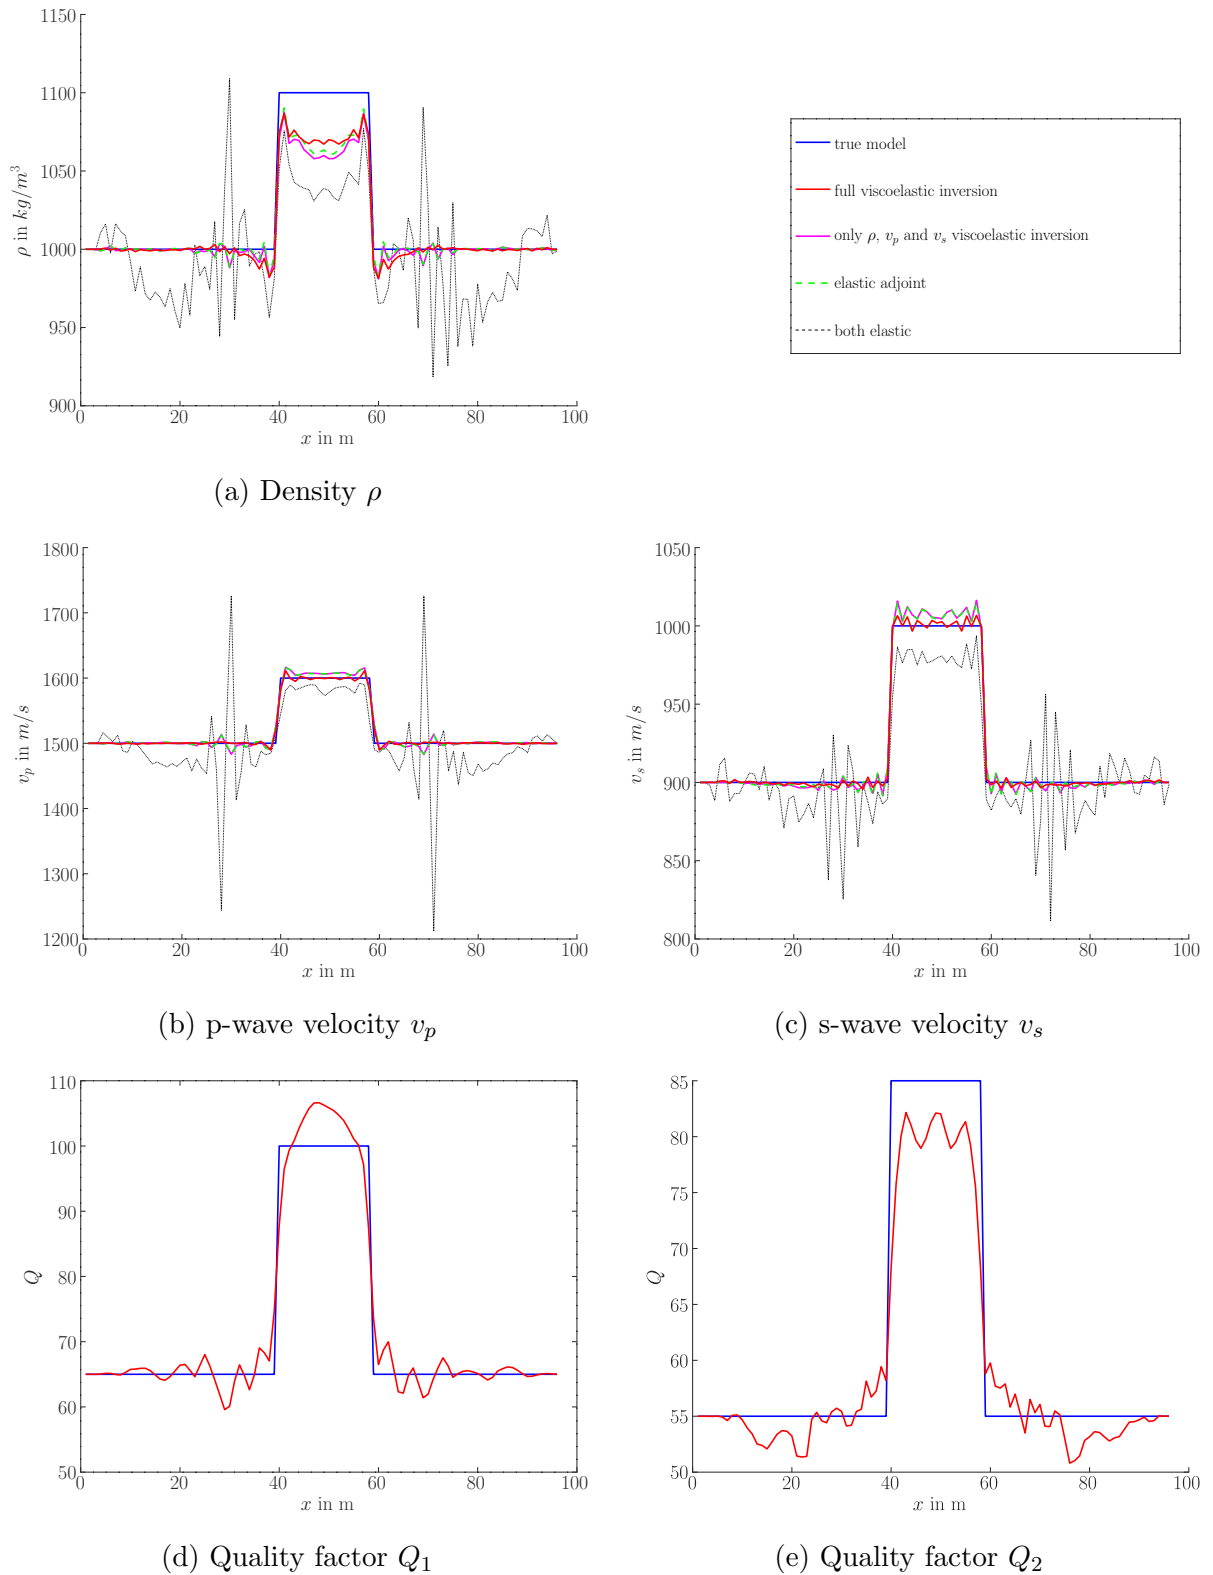 1150
1100
1050
1000
950
900
ρ in kg/m³
0 20 40 60 80 100
x in m
true model
full viscoelastic inversion
only ρ, v_p and v_s viscoelastic inversion
elastic adjoint
both elastic
(a) Density ρ
1800
1700
1600
1500
1400
1300
1200
v_p in m/s
0 20 40 60 80 100
x in m
(b) p-wave velocity v_p
1050
1000
950
900
850
800
v_s in m/s
0 20 40 60 80 100
x in m
(c) s-wave velocity v_s
110
100
90
80
70
60
50
Q
0 20 40 60 80 100
x in m
(d) Quality factor Q₁
85
80
75
70
65
60
55
50
Q
0 20 40 60 80 100
x in m
(e) Quality factor Q₂